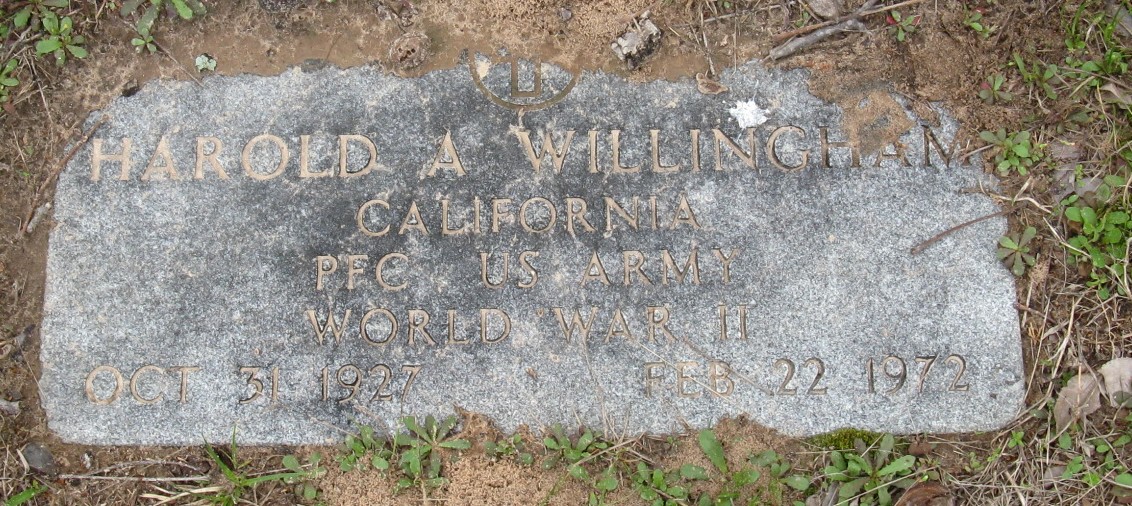 HAROLD A WILLINGHAM
CALIFORNIA
PFC US ARMY
WORLD WAR II
OCT 31 1927 FEB 22 1972